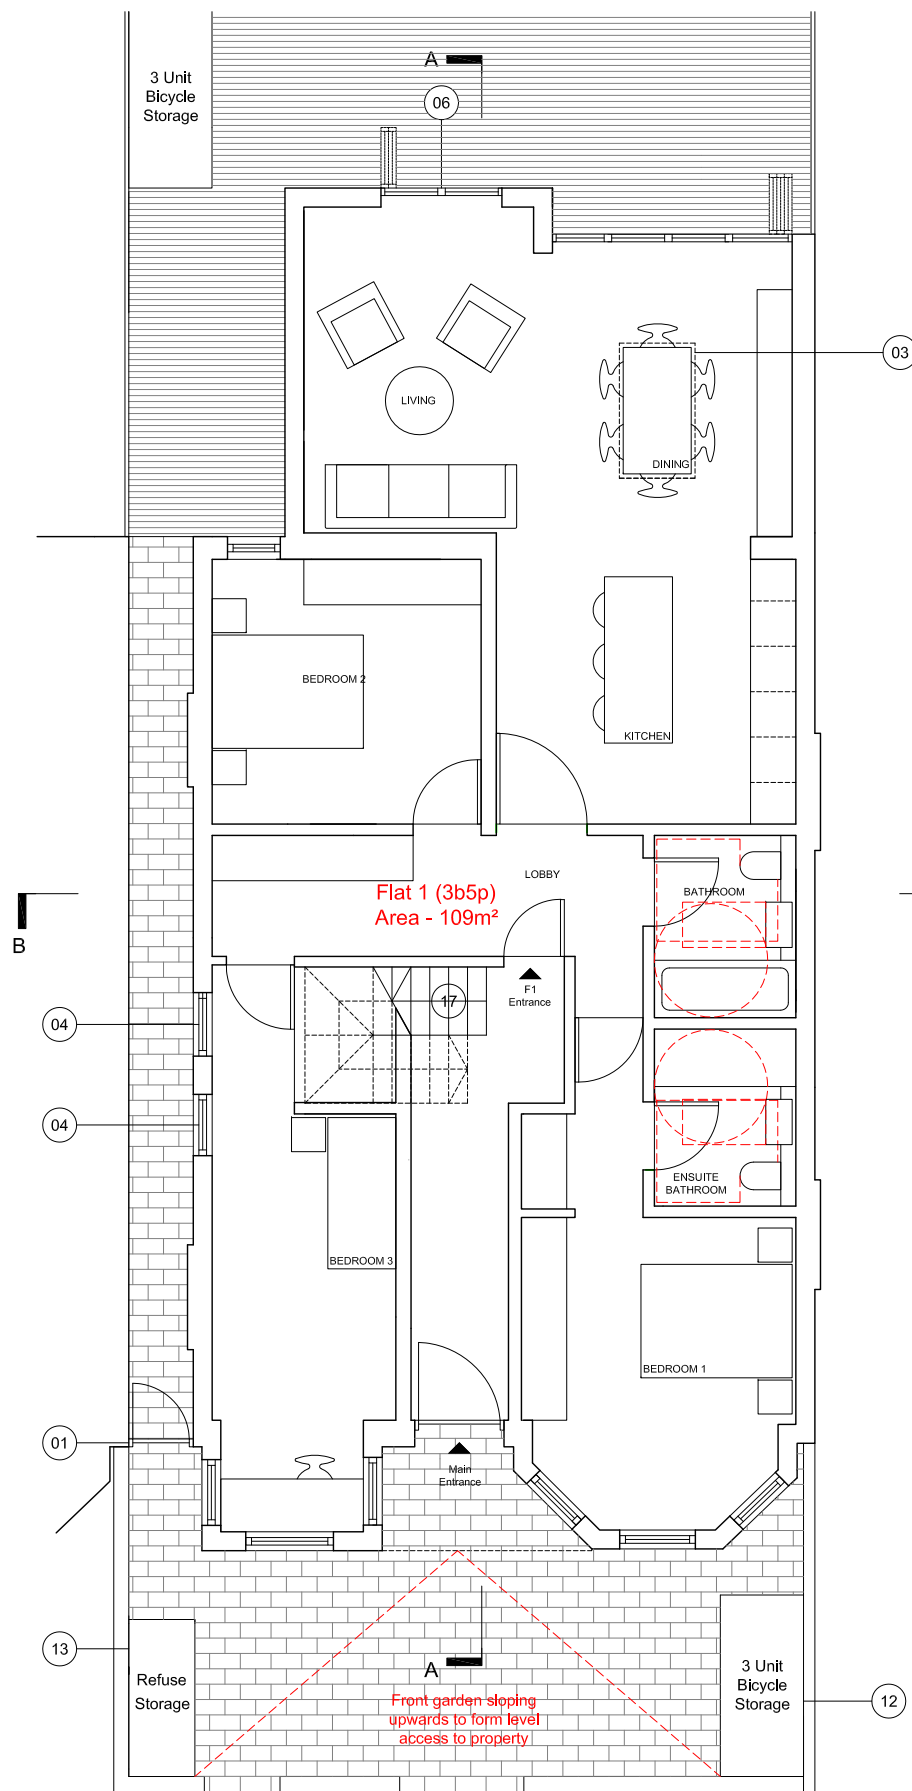 A
3 Unit
Bicycle
Storage
06
03
LIVING
DINING
BEDROOM 2
KITCHEN
LOBBY
BATHROOM
Flat 1 (3b5p)
Area - 109m²
B
F1
Entrance
17
04
04
ENSUITE
BATHROOM
BEDROOM 3
BEDROOM 1
01
Main
Entrance
13
Refuse
Storage
A
3 Unit
Bicycle
Storage
12
Front garden sloping
upwards to form level
access to property